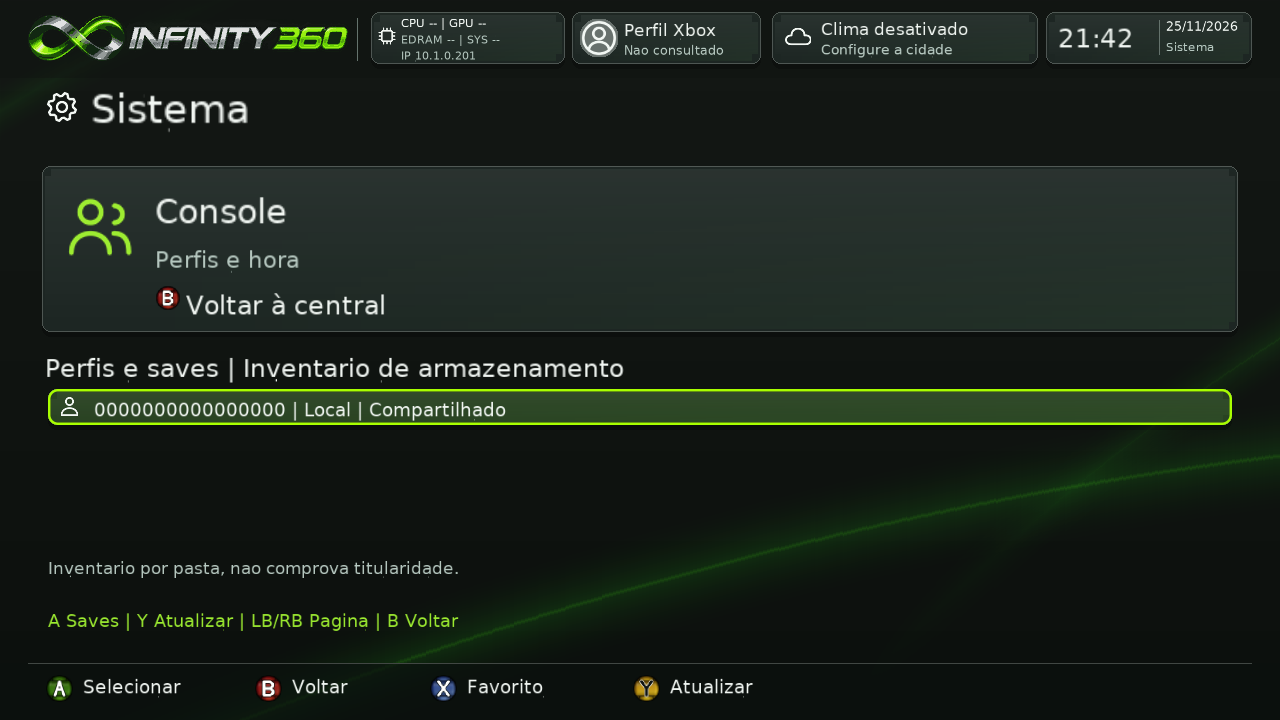 INFINITY 360
CPU -- | GPU --
EDRAM -- | SYS --
IP 10.1.0.201
Perfil Xbox
Nao consultado
Clima desativado
Configure a cidade
21:42
25/11/2026
Sistema
Sistema
Console
Perfis e hora
B Voltar à central
Perfis e saves | Inventario de armazenamento
0000000000000000 | Local | Compartilhado
Inventario por pasta, nao comprova titularidade.
A Saves | Y Atualizar | LB/RB Pagina | B Voltar
A Selecionar B Voltar X Favorito Y Atualizar